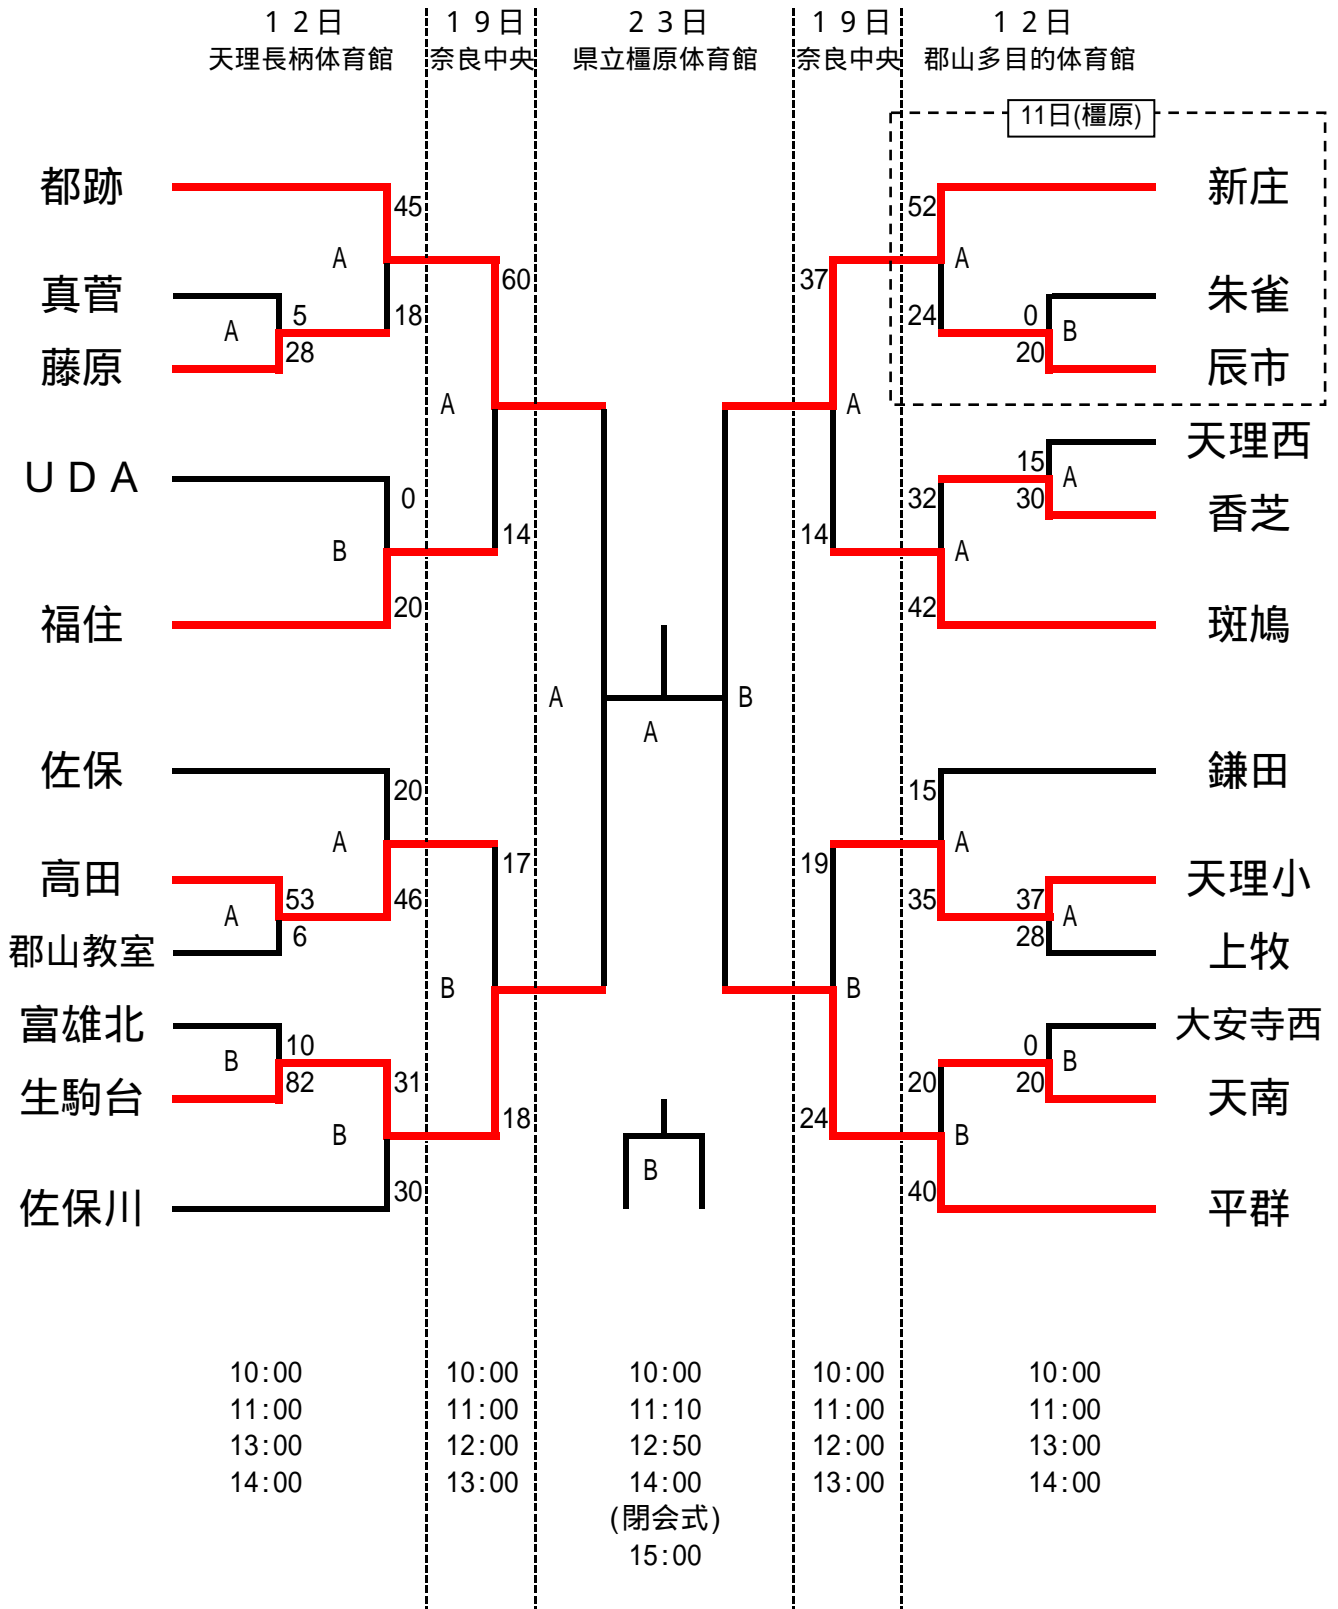 １２日 １９日 ２３日 １９日 １２日
天理長柄体育館 奈良中央 県立橿原体育館 奈良中央 郡山多目的体育館
11日(橿原)
都跡 新庄
45 52
A A
60 37
真菅 朱雀
5 18 24 0
A B
28 20
藤原 辰市
A A
天理西
15
UDA A
0 32 30
香芝
14 14
B A
20 42
福住 斑鳩
A B
A
佐保 鎌田
20 15
A A
17 19
高田 天理小
53 46 35 37
A A
6 28
郡山教室 上牧
B B
富雄北 大安寺西
10 0
B B
82 31 20 20
生駒台 天南
18 24
B B
B
30 40
佐保川 平群
10:00 10:00 10:00 10:00 10:00
11:00 11:00 11:10 11:00 11:00
13:00 12:00 12:50 12:00 13:00
14:00 13:00 14:00 13:00 14:00
(閉会式)
15:00